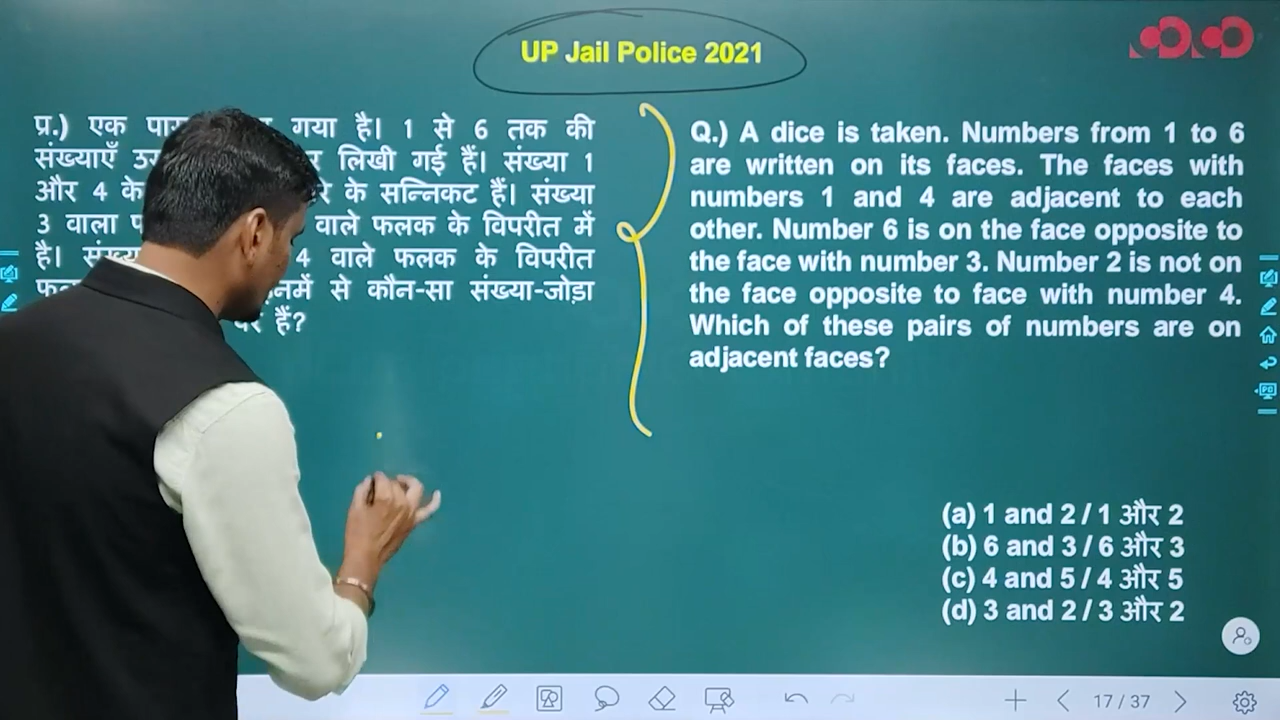 UP Jail Police 2021
प्र.) एक गया है। 1 से 6 तक की
संख्याएँ लिखी गई हैं। संख्या 1
और 4 के के सन्निकट हैं। संख्या
3 वाला वाले फलक के विपरीत में
है। 4 वाले फलक के विपरीत
से कौन-सा संख्या-जोड़ा
हैं?
Q.) A dice is taken. Numbers from 1 to 6
are written on its faces. The faces with
numbers 1 and 4 are adjacent to each
other. Number 6 is on the face opposite to
the face with number 3. Number 2 is not on
the face opposite to face with number 4.
Which of these pairs of numbers are on
adjacent faces?
(a) 1 and 2 / 1 और 2
(b) 6 and 3 / 6 और 3
(c) 4 and 5 / 4 और 5
(d) 3 and 2 / 3 और 2
17 / 37